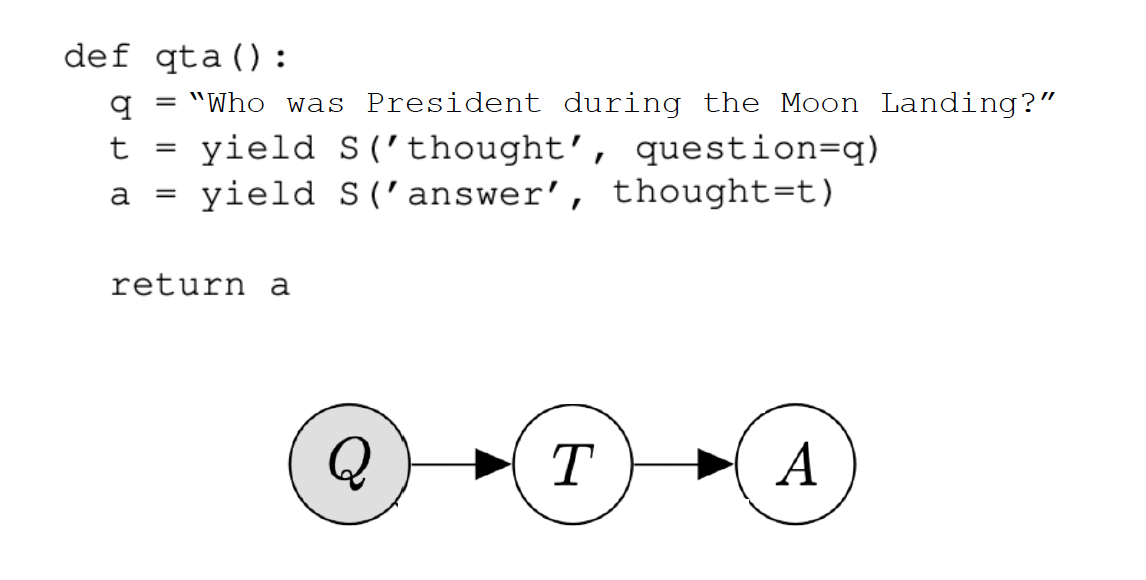 def qta():
q = “Who was President during the Moon Landing?”
t = yield S(’thought’, question=q)
a = yield S(’answer’, thought=t)
return a
Q
T
A